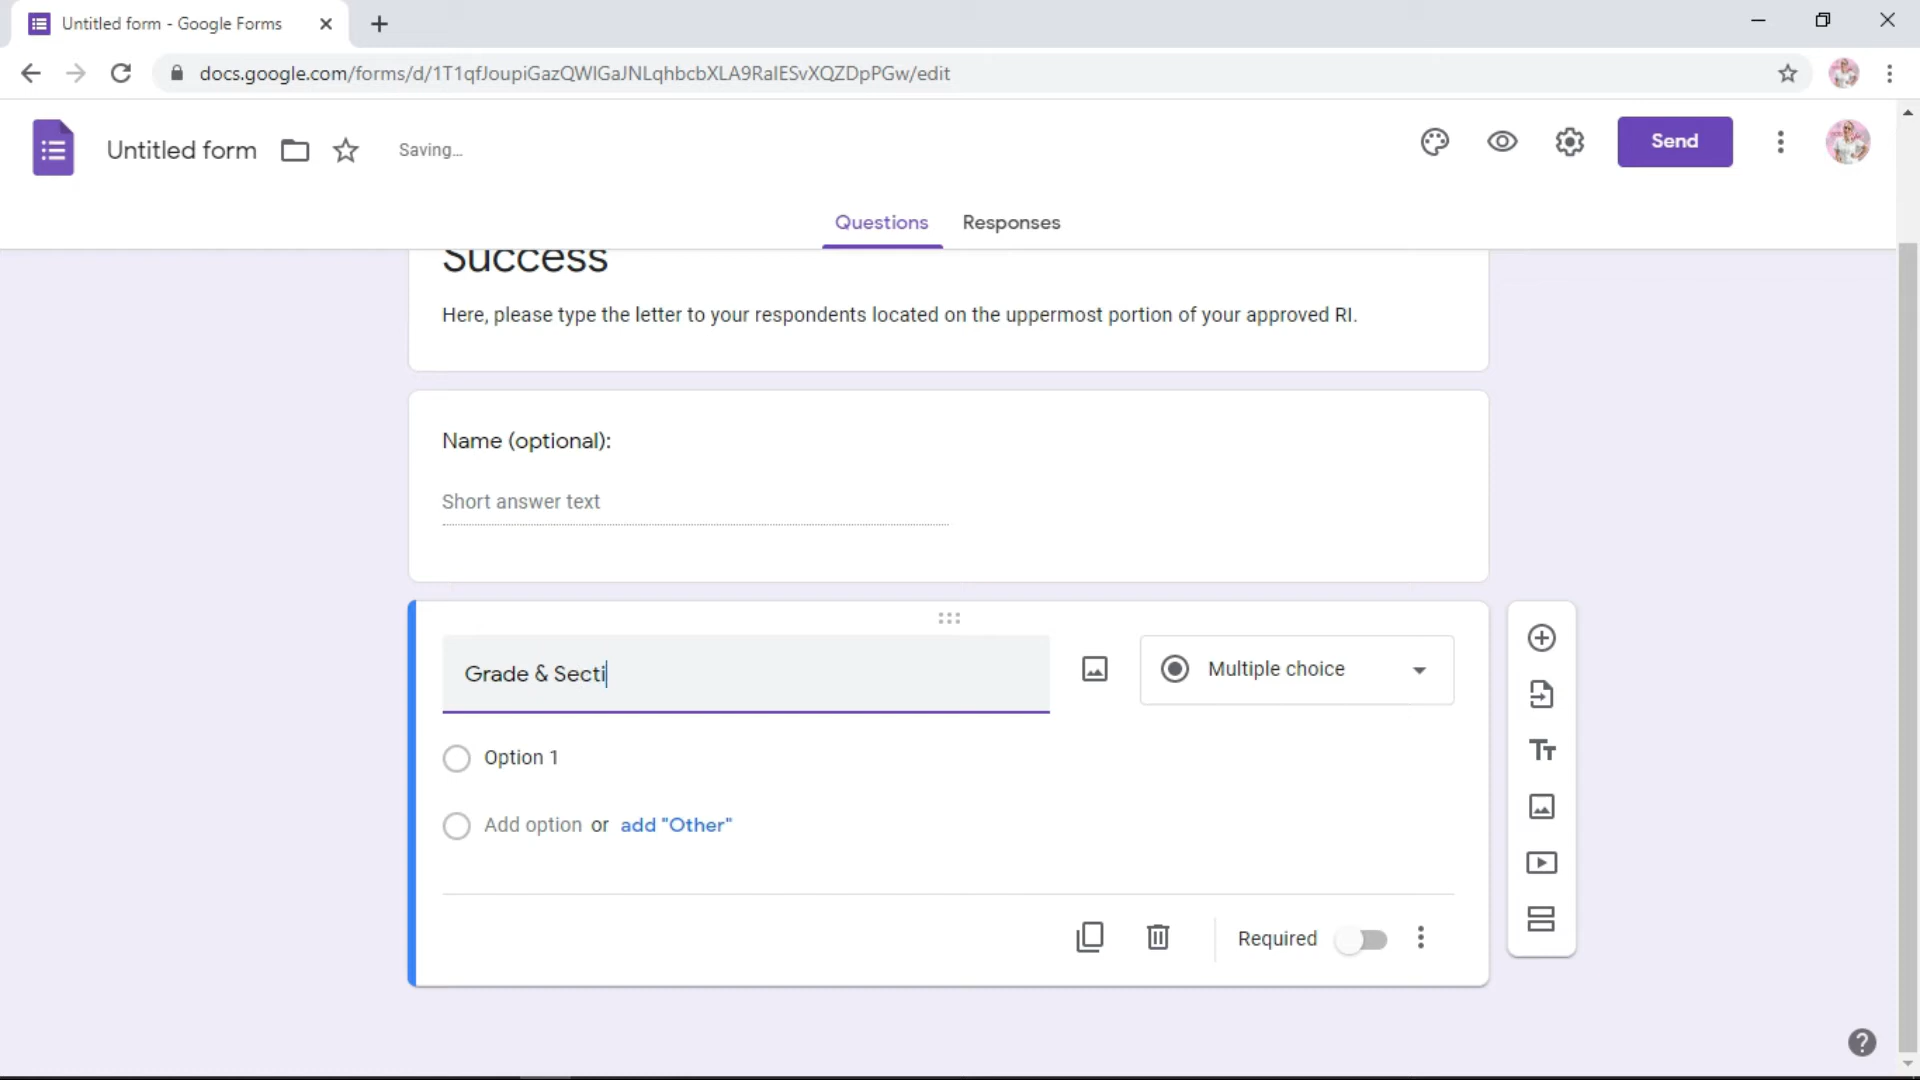 Untitled form - Google Forms
docs.google.com/forms/d/1T1qfJoupiGazQWlGaJNLqhbcbXLA9RaIESvXQZDpPGw/edit
Untitled form
Saving...
Send
Questions
Responses
Success
Here, please type the letter to your respondents located on the uppermost portion of your approved RI.
Name (optional):
Short answer text
Grade & Secti
Multiple choice
Option 1
Add option or add "Other"
Required